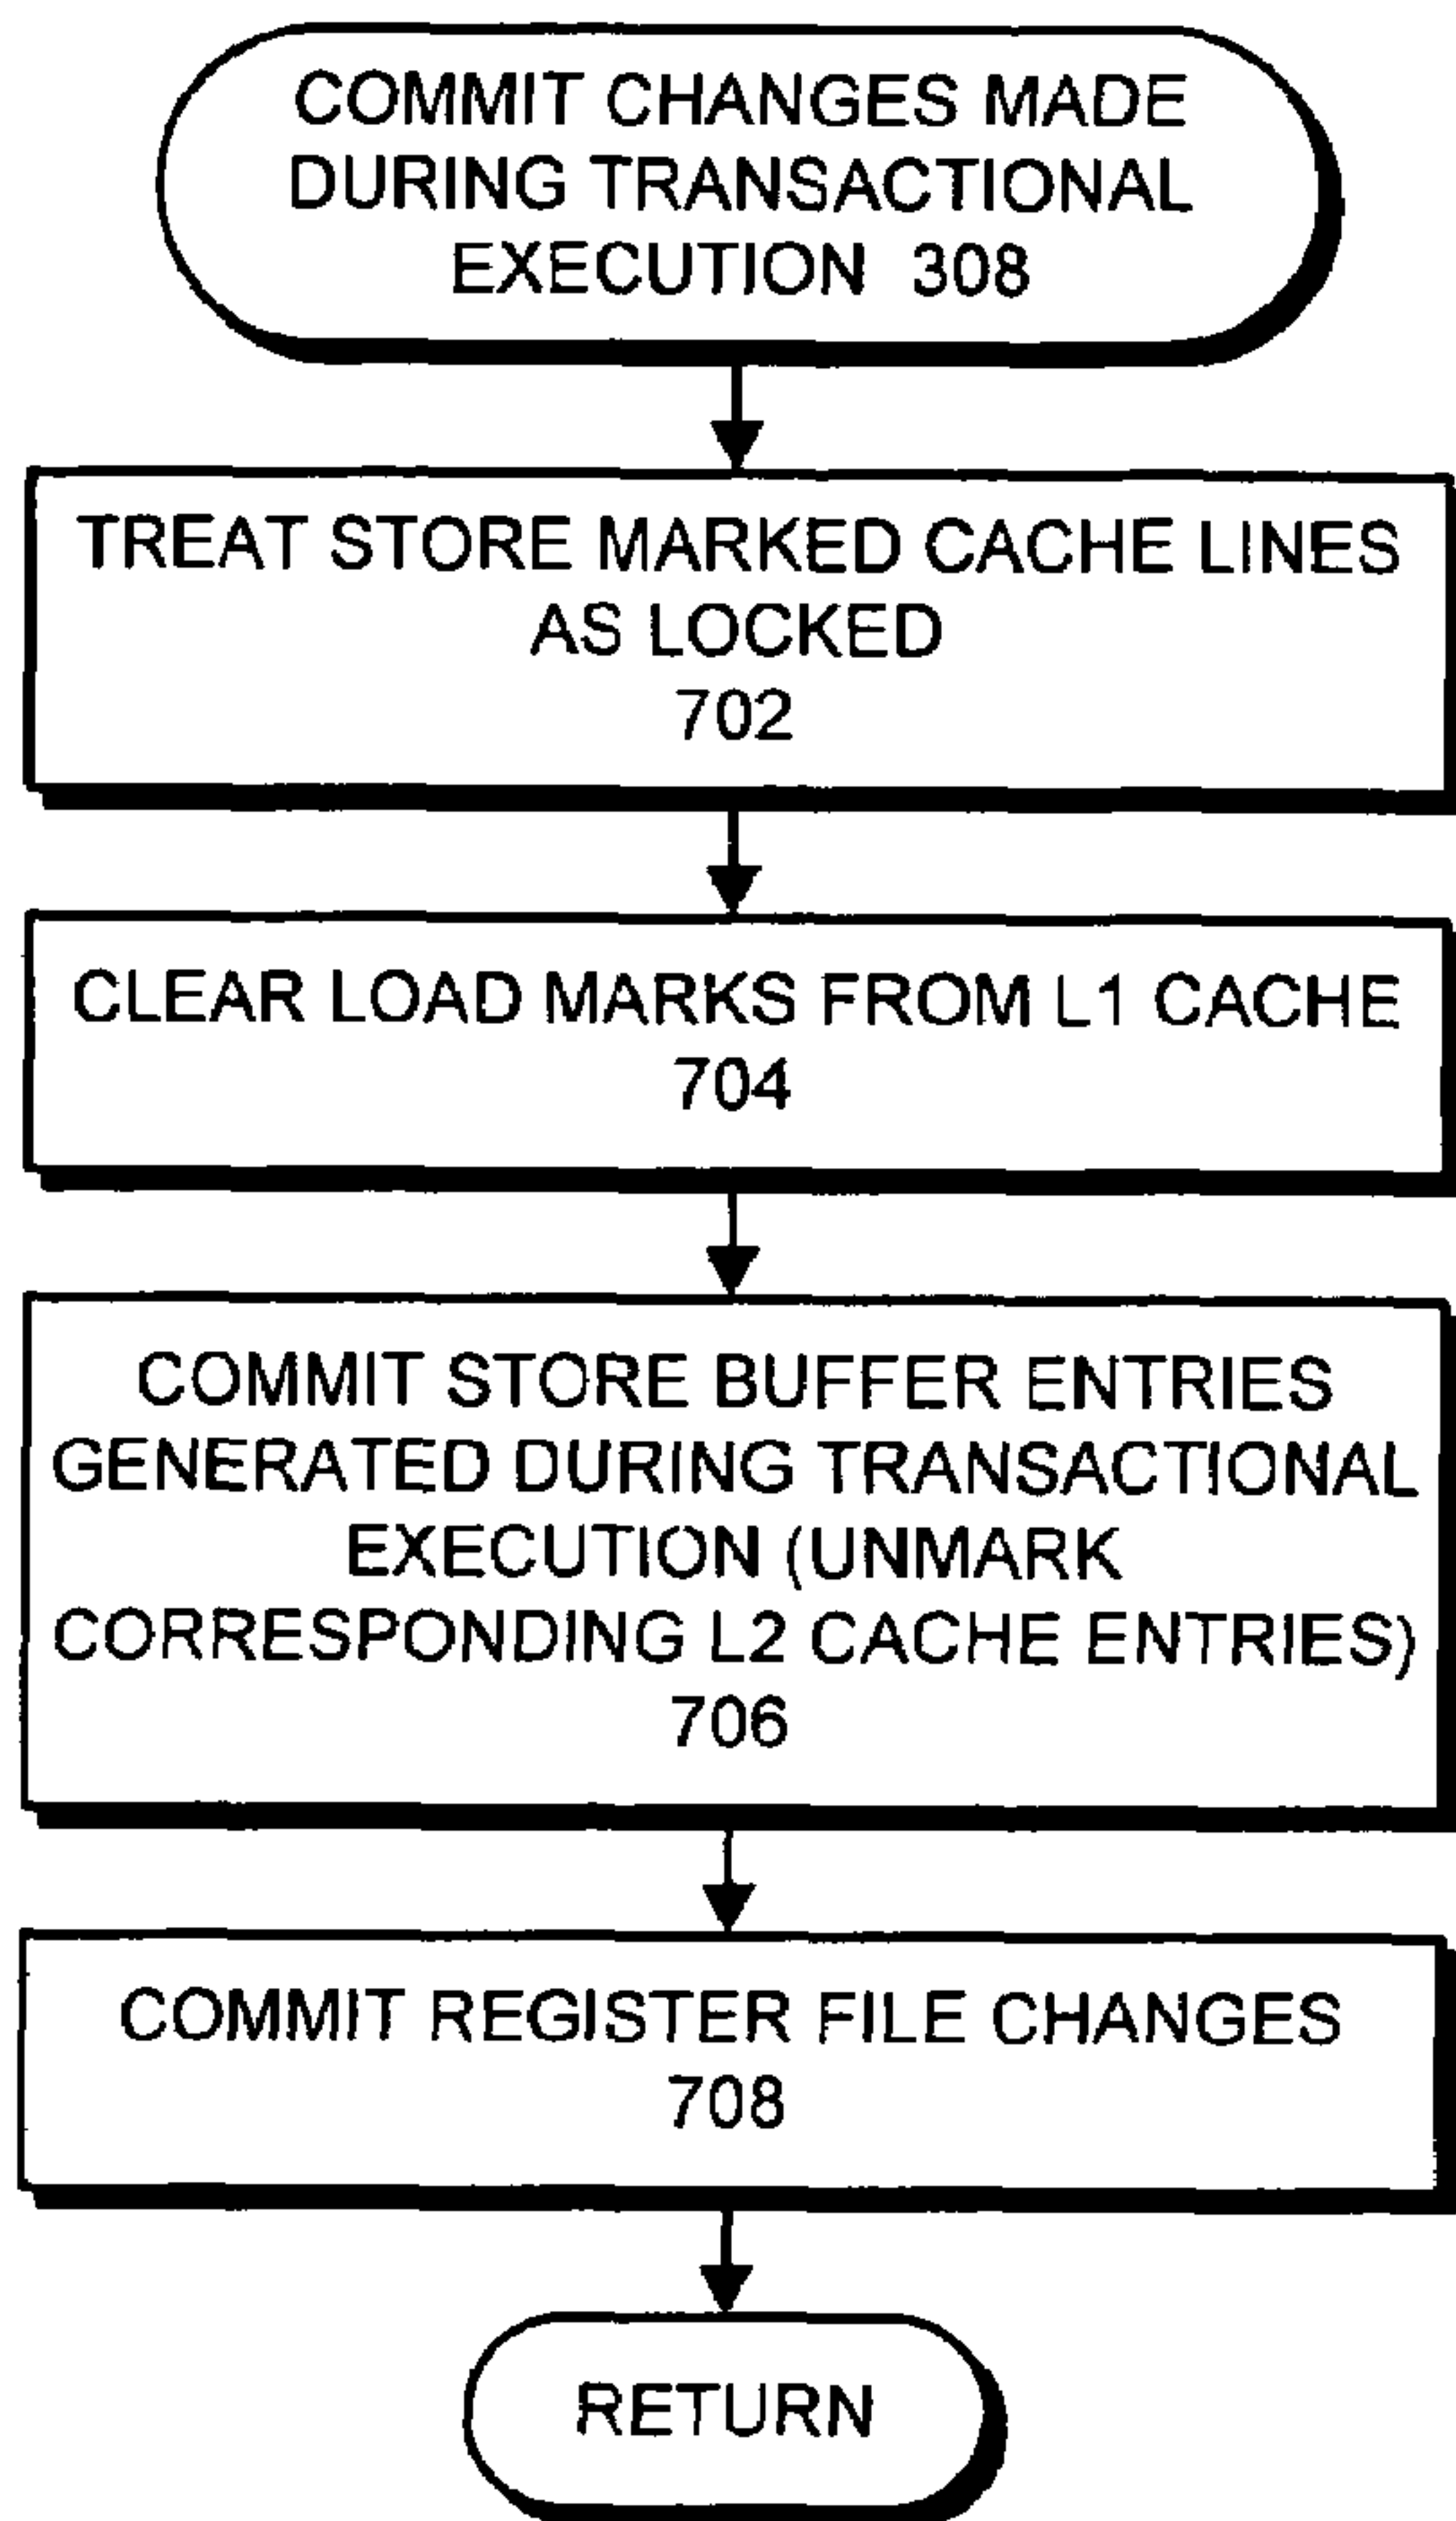 COMMIT CHANGES MADE
DURING TRANSACTIONAL
EXECUTION 308
TREAT STORE MARKED CACHE LINES
AS LOCKED
702
CLEAR LOAD MARKS FROM L1 CACHE
704
COMMIT STORE BUFFER ENTRIES
GENERATED DURING TRANSACTIONAL
EXECUTION (UNMARK
CORRESPONDING L2 CACHE ENTRIES)
706
COMMIT REGISTER FILE CHANGES
708
RETURN